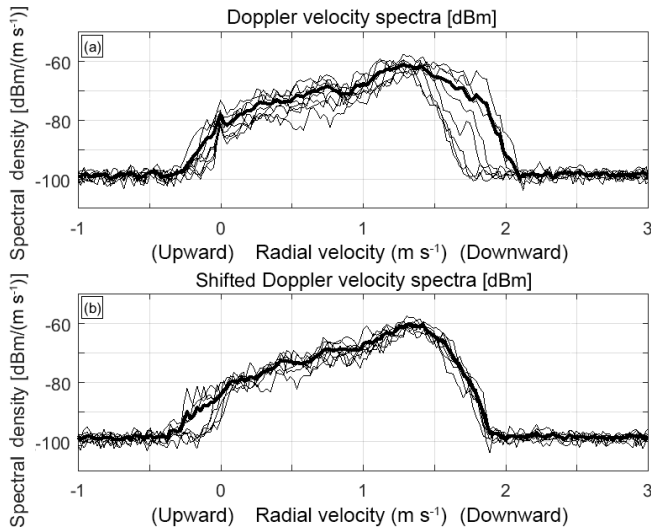 Doppler velocity spectra [dBm]
(a)
Spectral density [dBm/(m s⁻¹)]
-60
-80
-100
-1 0 1 2 3
(Upward) Radial velocity (m s⁻¹) (Downward)
Shifted Doppler velocity spectra [dBm]
(b)
Spectral density [dBm/(m s⁻¹)]
-60
-80
-100
-1 0 1 2 3
(Upward) Radial velocity (m s⁻¹) (Downward)